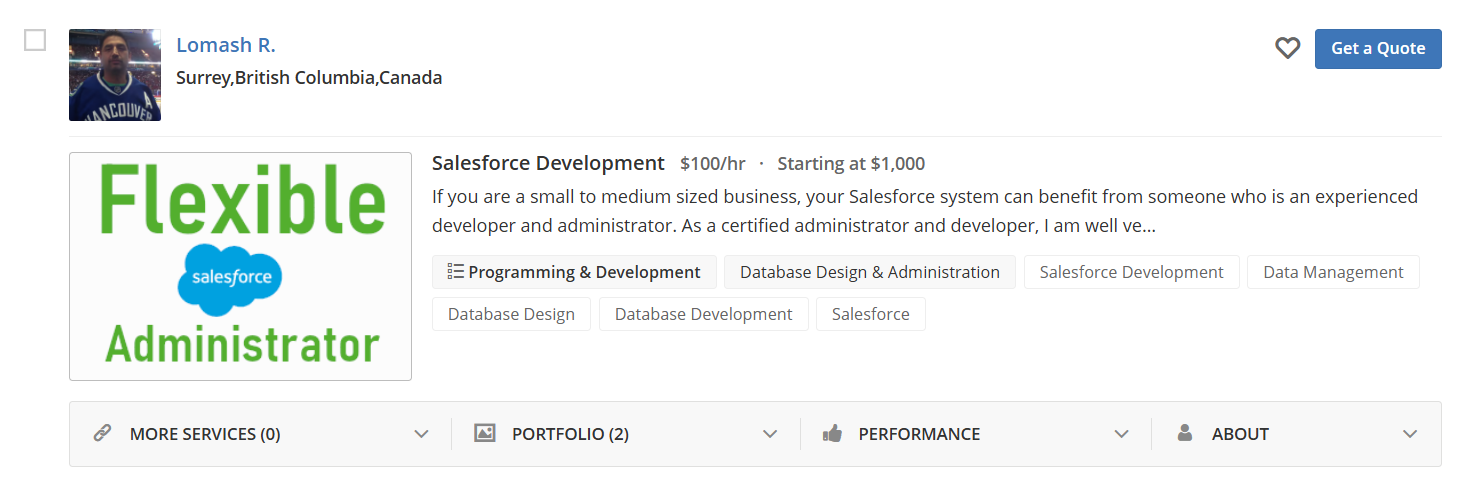 Lomash R.
Surrey,British Columbia,Canada
Get a Quote
VANCOUVER
A
Flexible
salesforce
Administrator
Salesforce Development $100/hr · Starting at $1,000
If you are a small to medium sized business, your Salesforce system can benefit from someone who is an experienced
developer and administrator. As a certified administrator and developer, I am well ve...
Programming & Development Database Design & Administration Salesforce Development Data Management
Database Design Database Development Salesforce
MORE SERVICES (0) PORTFOLIO (2) PERFORMANCE ABOUT